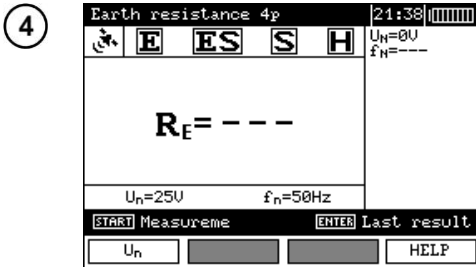 4
Earth resistance 4p 21:38
E ES S H
UN=0V
fN=---
RE=---
Un=25V fn=50Hz
START Measureme ENTER Last result
Un HELP